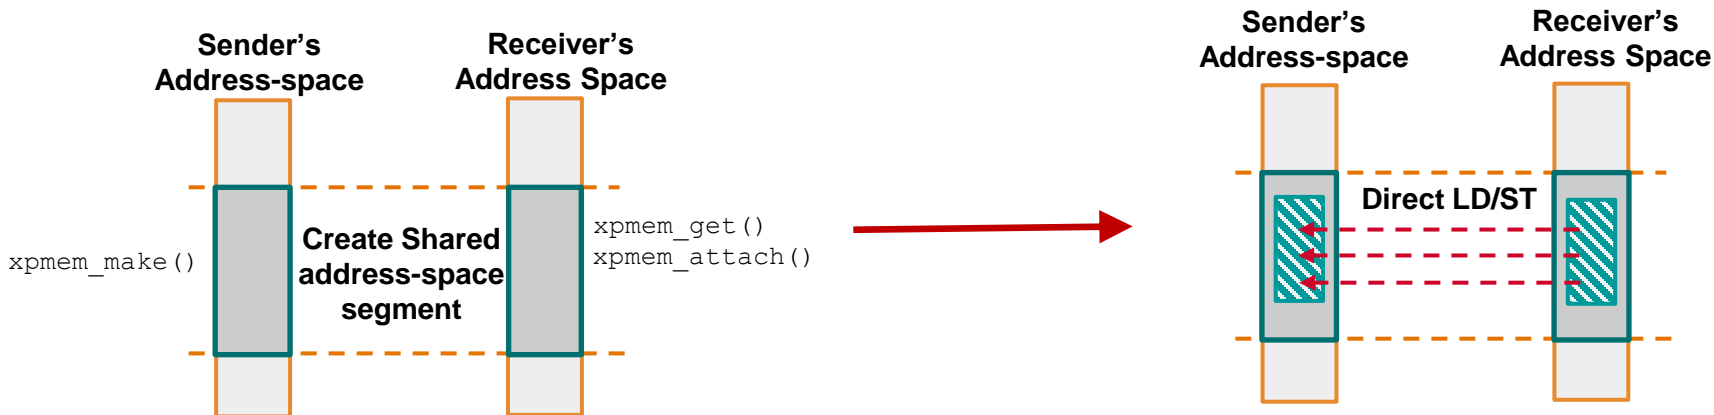 Sender's
Address-space
Receiver's
Address Space
xpmem_make()
Create Shared
address-space
segment
xpmem_get()
xpmem_attach()
Sender's
Address-space
Receiver's
Address Space
Direct LD/ST